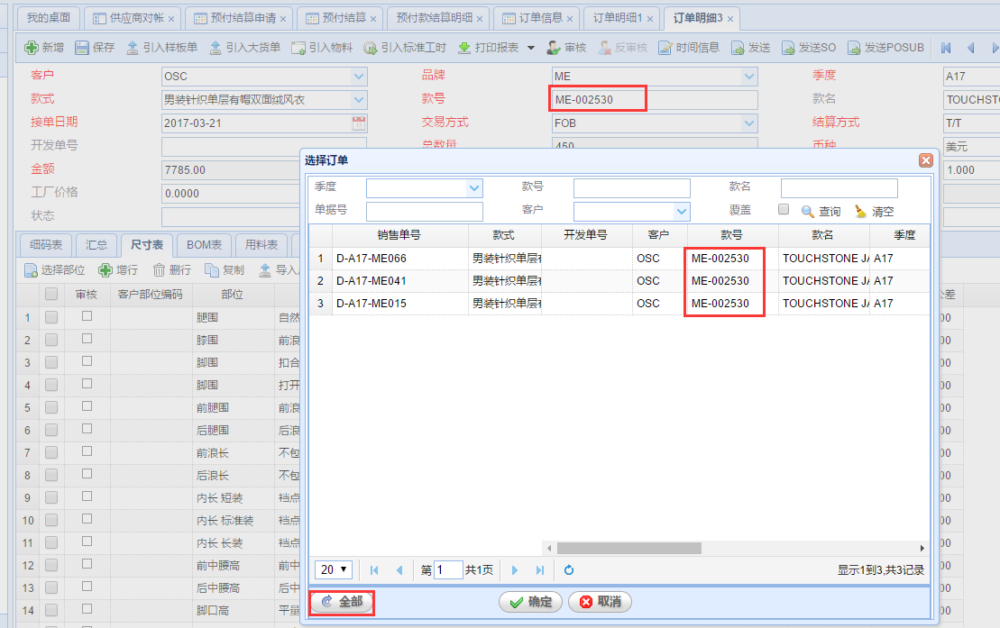 我的桌面 供应商对帐 × 预付结算申请 × 预付结算 × 预付款结算明细 × 订单信息 × 订单明细1 × 订单明细3 ×
新增 保存 引入样板单 引入大货单 引入物料 引入标准工时 打印报表 审核 反审核 时间信息 发送 发送SO 发送POSUB
客户 OSC 品牌 ME 季度 A17
款式 男装针织单层有帽双面绒风衣 款号 ME-002530 款名 TOUCHSTONE
接单日期 2017-03-21 交易方式 FOB 结算方式 T/T
开发单号 总数量 450 币种 美元
金额 7785.00 1.000
工厂价格 0.0000
状态
细码表 汇总 尺寸表 BOM表 用料表
选择部位 增行 删行 复制 导入
审核 客户部位编码 部位 公差
1 腿围 自然 00
2 膝围 前浪 00
3 脚围 扣合 00
4 脚围 打开 00
5 前腿围 前浪 00
6 后腿围 后浪 00
7 前浪长 不包 00
8 后浪长 不包 00
9 内长 短装 裆点 00
10 内长 标准装 裆点 00
11 内长 长装 裆点 00
12 前中腰高 前中 00
13 后中腰高 后中 00
14 脚口高 平量 00
选择订单
季度 款号 款名
单据号 客户 覆盖 查询 清空
销售单号 款式 开发单号 客户 款号 款名 季度
1 D-A17-ME066 男装针织单层有 OSC ME-002530 TOUCHSTONE JA A17
2 D-A17-ME041 男装针织单层有 OSC ME-002530 TOUCHSTONE JA A17
3 D-A17-ME015 男装针织单层有 OSC ME-002530 TOUCHSTONE JA A17
20 第 1 共1页 显示1到3,共3记录
全部 确定 取消